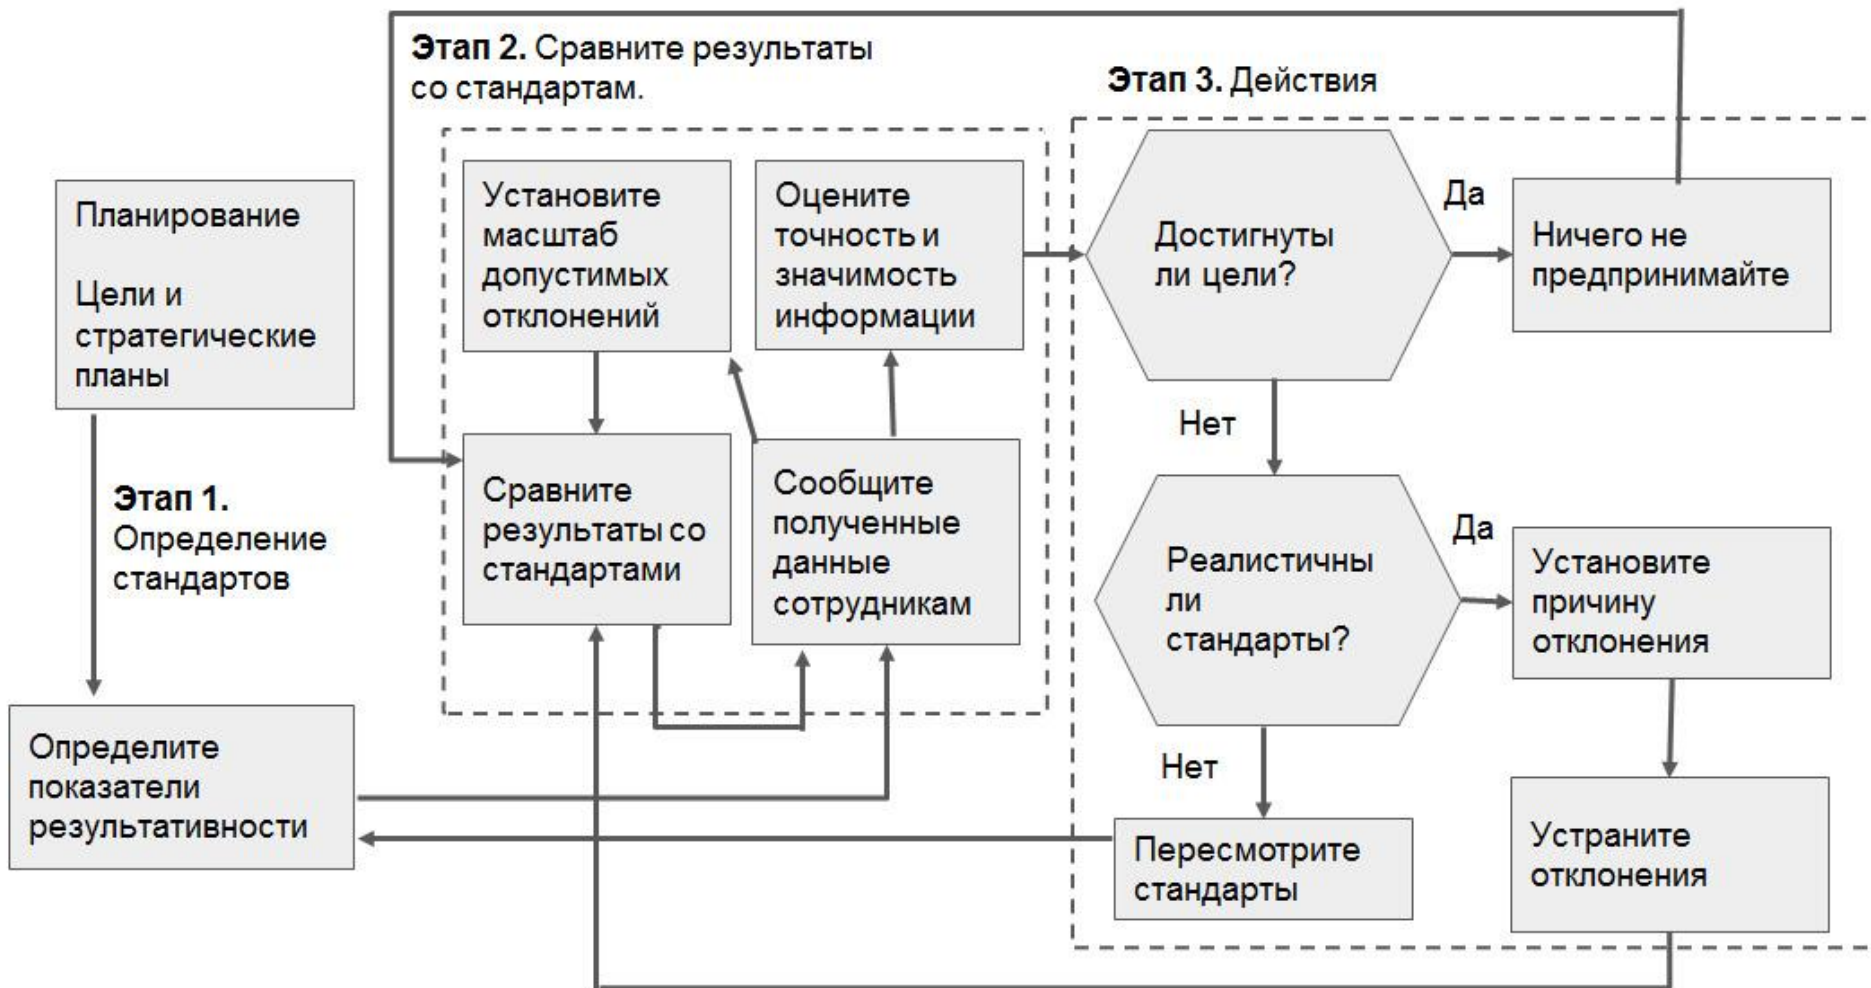 Этап 2. Сравните результаты
со стандартам.
Этап 3. Действия
Планирование
Цели и
стратегические
планы
Установите
масштаб
допустимых
отклонений
Оцените
точность и
значимость
информации
Достигнуты
ли цели?
Да
Ничего не
предпринимайте
Нет
Этап 1.
Определение
стандартов
Сравните
результаты со
стандартами
Сообщите
полученные
данные
сотрудникам
Реалистичны
ли
стандарты?
Да
Установите
причину
отклонения
Определите
показатели
результативности
Нет
Пересмотрите
стандарты
Устраните
отклонения